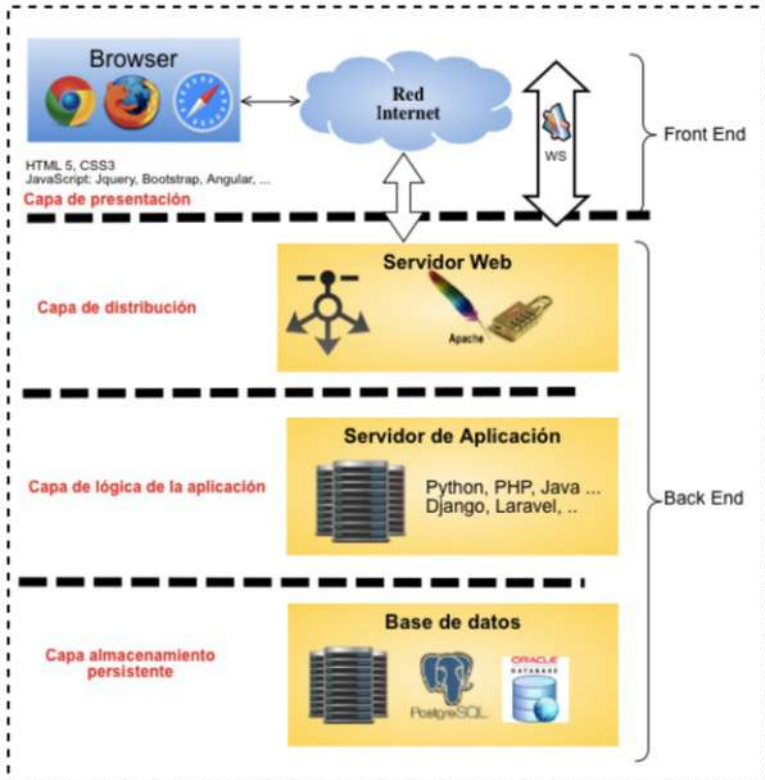 Browser
Red
Internet
WS
Front End
HTML 5, CSS3
JavaScript: Jquery, Bootstrap, Angular, ...
Capa de presentación
Servidor Web
Capa de distribución
Apache
Servidor de Aplicación
Capa de lógica de la aplicación
Python, PHP, Java ...
Django, Laravel, ..
Back End
Base de datos
Capa almacenamiento
persistente
PostgreSQL
ORACLE
DATABASE